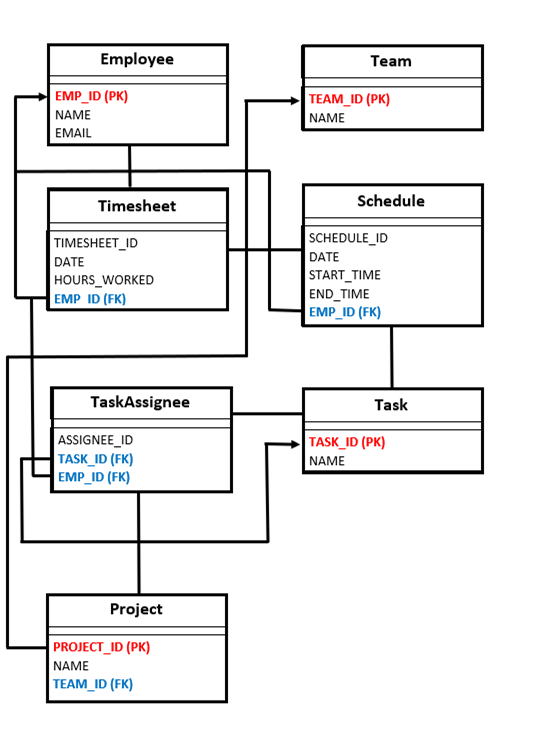 Employee
EMP_ID (PK)
NAME
EMAIL
Team
TEAM_ID (PK)
NAME
Timesheet
TIMESHEET_ID
DATE
HOURS_WORKED
EMP_ID (FK)
Schedule
SCHEDULE_ID
DATE
START_TIME
END_TIME
EMP_ID (FK)
TaskAssignee
ASSIGNEE_ID
TASK_ID (FK)
EMP_ID (FK)
Task
TASK_ID (PK)
NAME
Project
PROJECT_ID (PK)
NAME
TEAM_ID (FK)